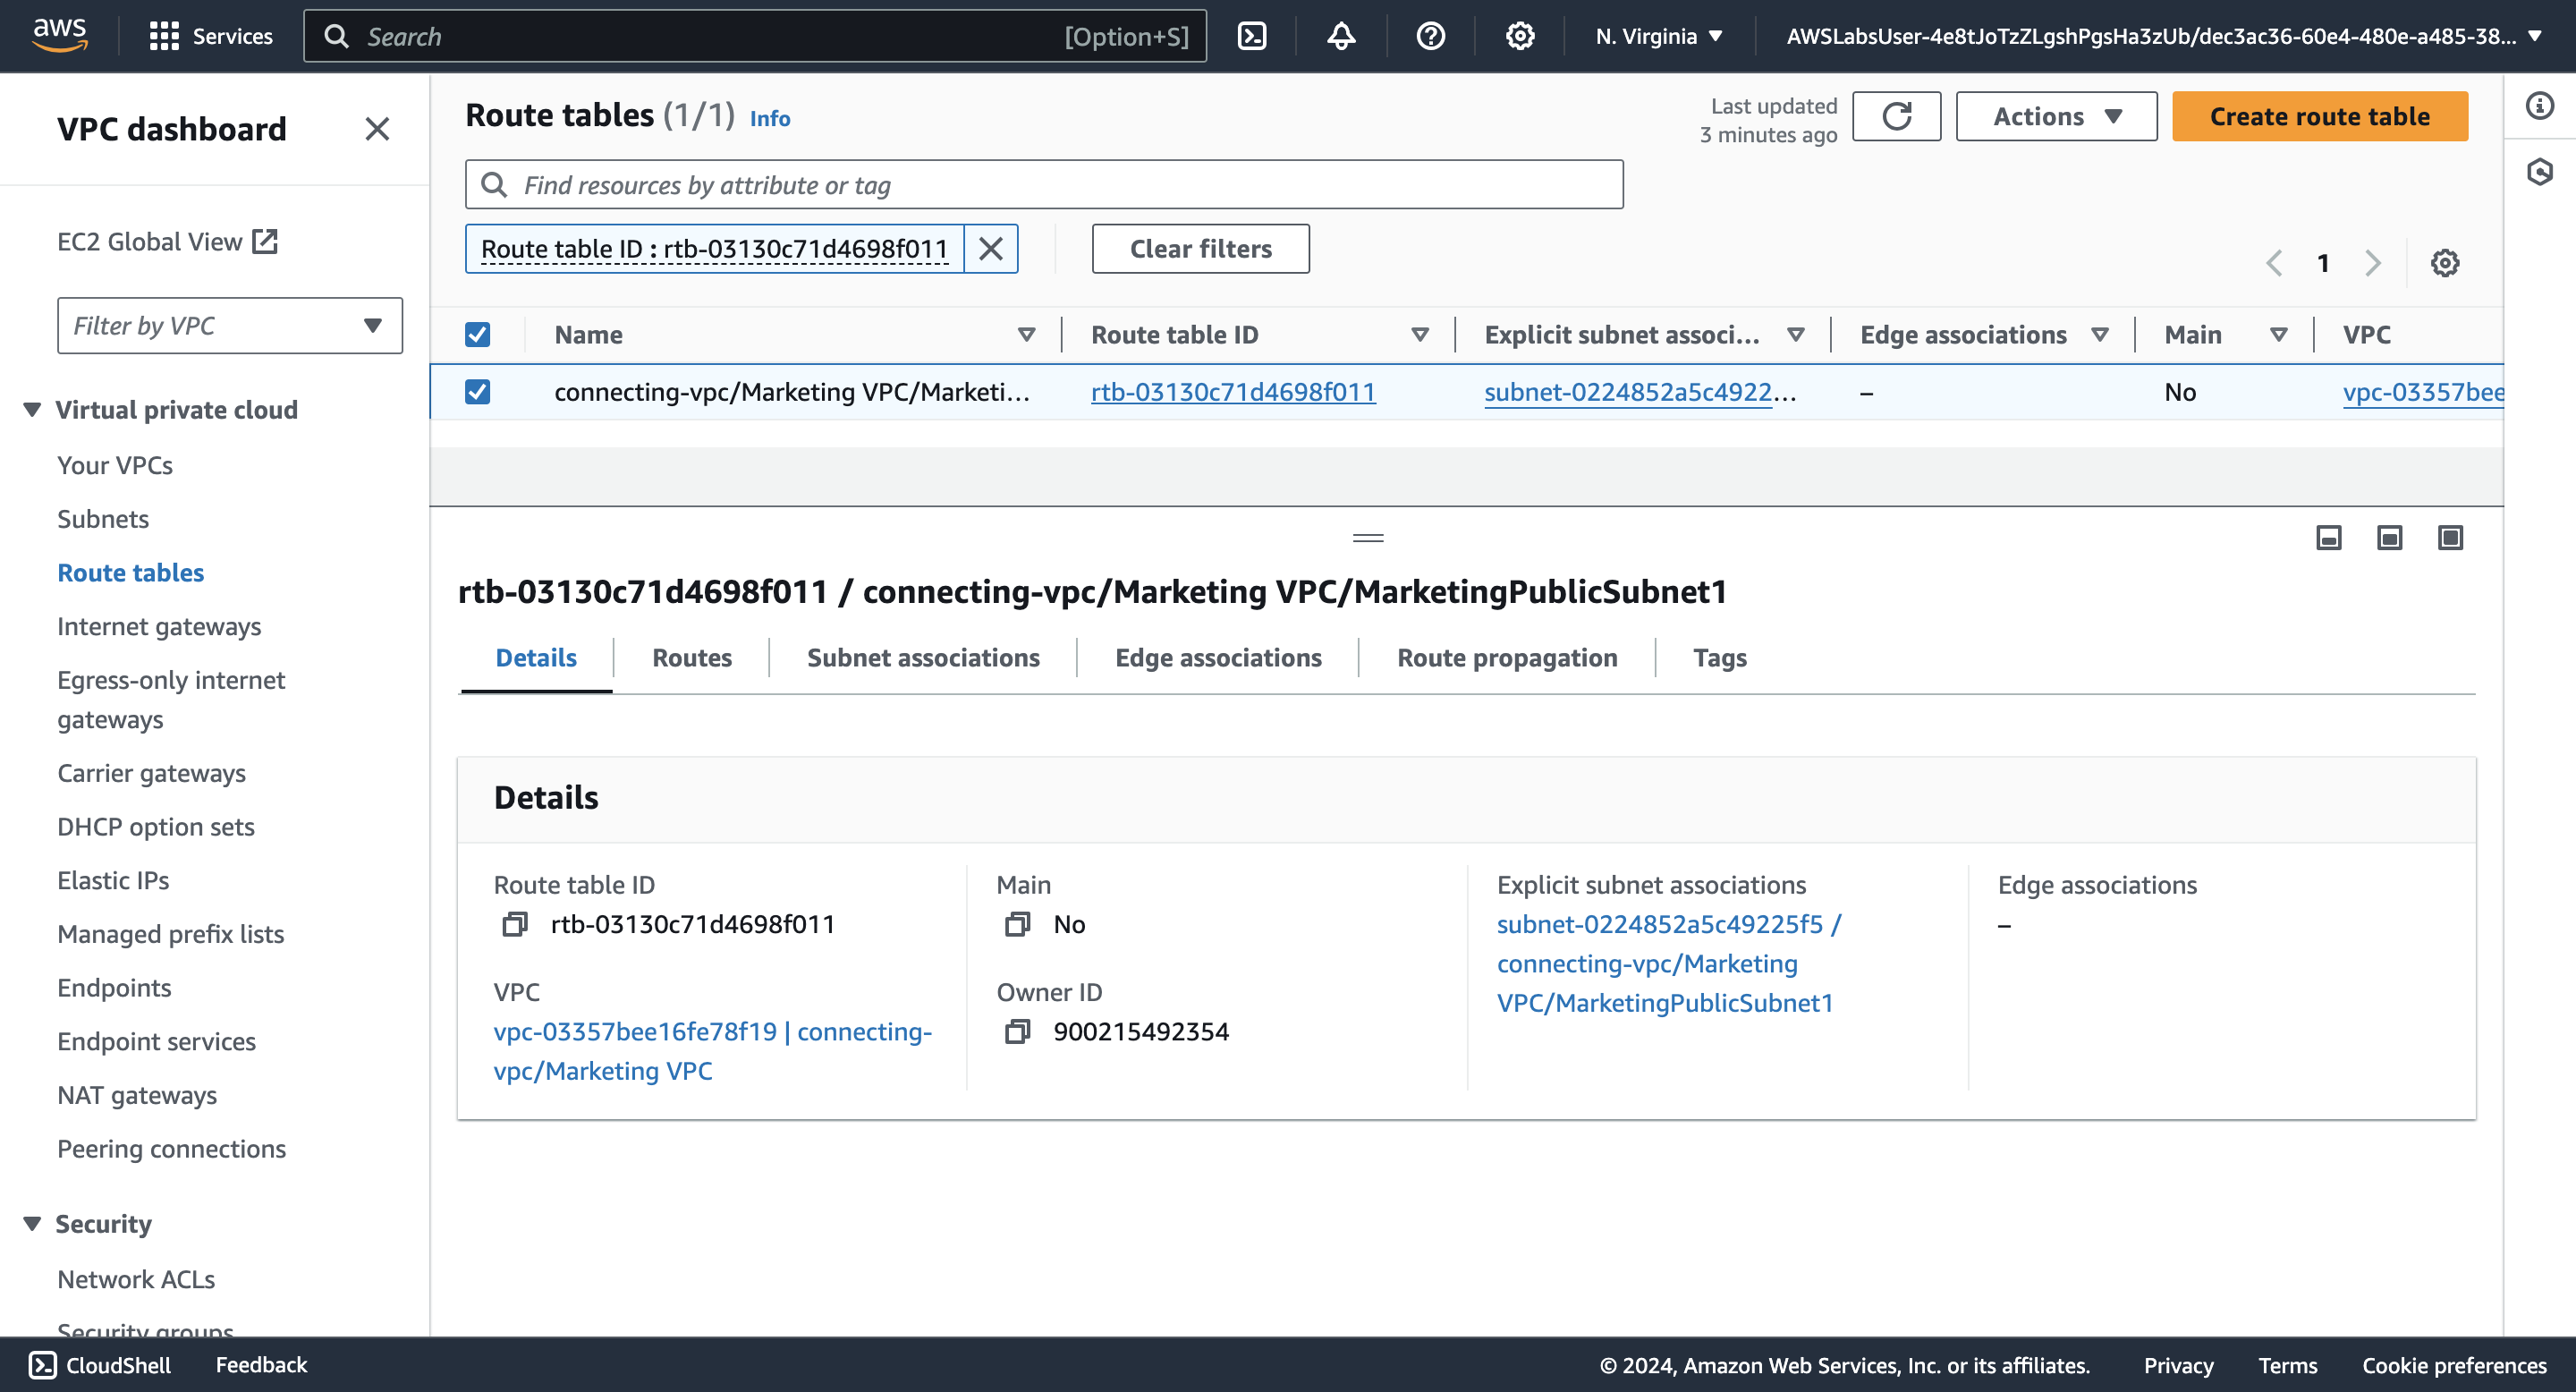 aws
Services
Search [Option+S]
N. Virginia
AWSLabsUser-4e8tJoTzZLgshPgsHa3zUb/dec3ac36-60e4-480e-a485-38...
VPC dashboard
EC2 Global View
Filter by VPC
Virtual private cloud
Your VPCs
Subnets
Route tables
Internet gateways
Egress-only internet
gateways
Carrier gateways
DHCP option sets
Elastic IPs
Managed prefix lists
Endpoints
Endpoint services
NAT gateways
Peering connections
Security
Network ACLs
Security groups
Route tables (1/1) Info
Last updated
3 minutes ago
Actions
Create route table
Find resources by attribute or tag
Route table ID : rtb-03130c71d4698f011
Clear filters
1
Name Route table ID Explicit subnet associ... Edge associations Main VPC
connecting-vpc/Marketing VPC/Marketi... rtb-03130c71d4698f011 subnet-0224852a5c4922... – No vpc-03357bee
rtb-03130c71d4698f011 / connecting-vpc/Marketing VPC/MarketingPublicSubnet1
Details Routes Subnet associations Edge associations Route propagation Tags
Details
Route table ID
rtb-03130c71d4698f011
VPC
vpc-03357bee16fe78f19 | connecting-
vpc/Marketing VPC
Main
No
Owner ID
900215492354
Explicit subnet associations
subnet-0224852a5c49225f5 /
connecting-vpc/Marketing
VPC/MarketingPublicSubnet1
Edge associations
–
CloudShell
Feedback
© 2024, Amazon Web Services, Inc. or its affiliates.
Privacy
Terms
Cookie preferences